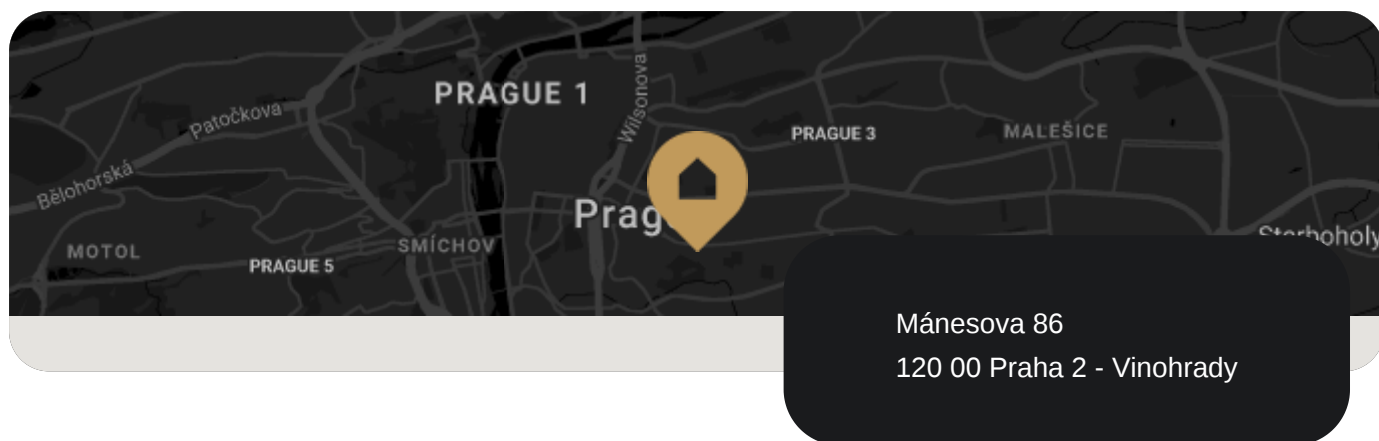 PRAGUE 1
Wilsonova
Patočkova
PRAGUE 3
MALEŠICE
Bělohorská
Prag
MOTOL
SMÍCHOV
PRAGUE 5
Štěrboholy
Mánesova 86
120 00 Praha 2 - Vinohrady